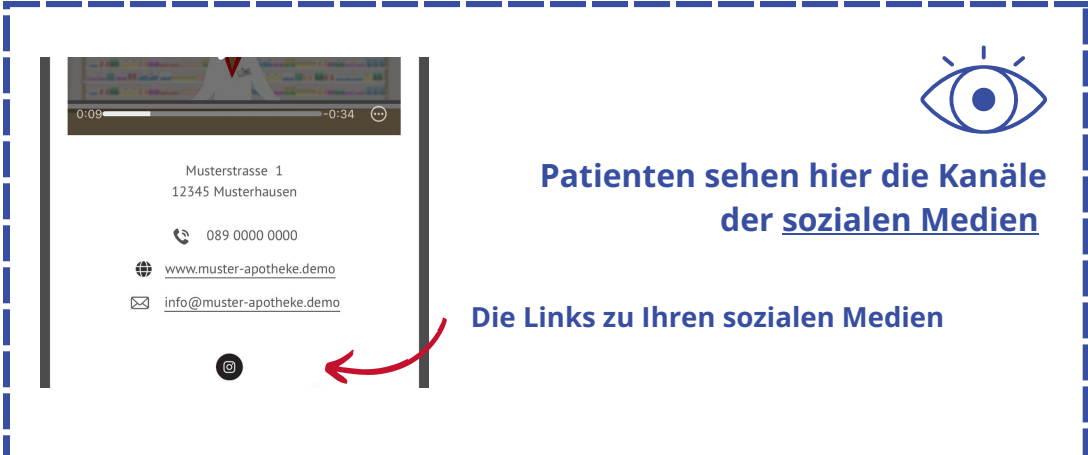 0:09
-0:34
Musterstrasse 1
12345 Musterhausen
089 0000 0000
www.muster-apotheke.demo
info@muster-apotheke.demo
Patienten sehen hier die Kanäle
der sozialen Medien
Die Links zu Ihren sozialen Medien